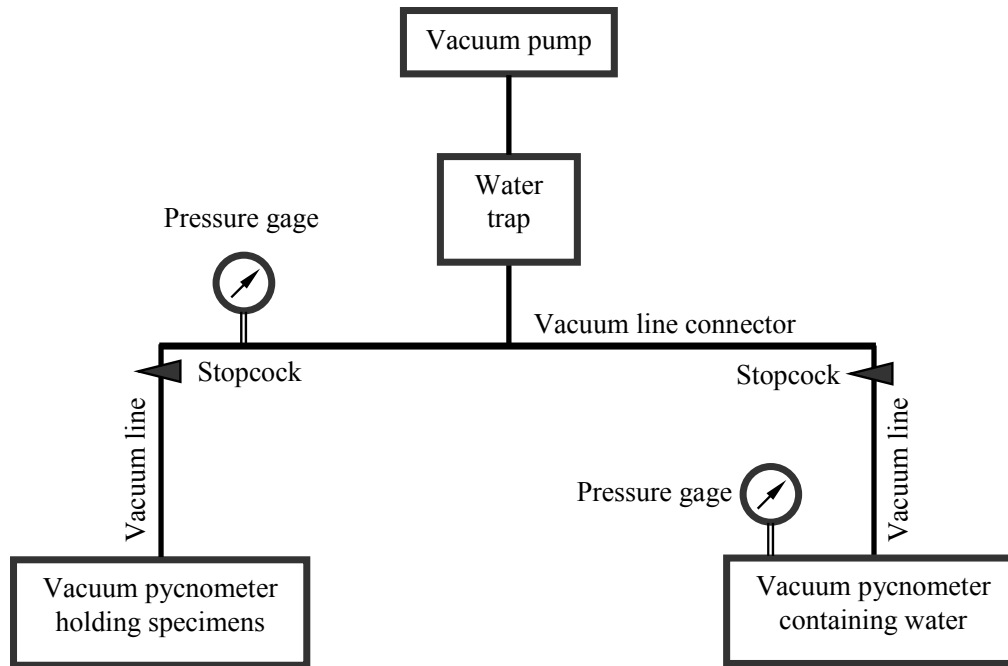 Vacuum pump
Water
trap
Pressure gage
Vacuum line connector
Stopcock
Stopcock
Vacuum line
Vacuum line
Pressure gage
Vacuum pycnometer
holding specimens
Vacuum pycnometer
containing water